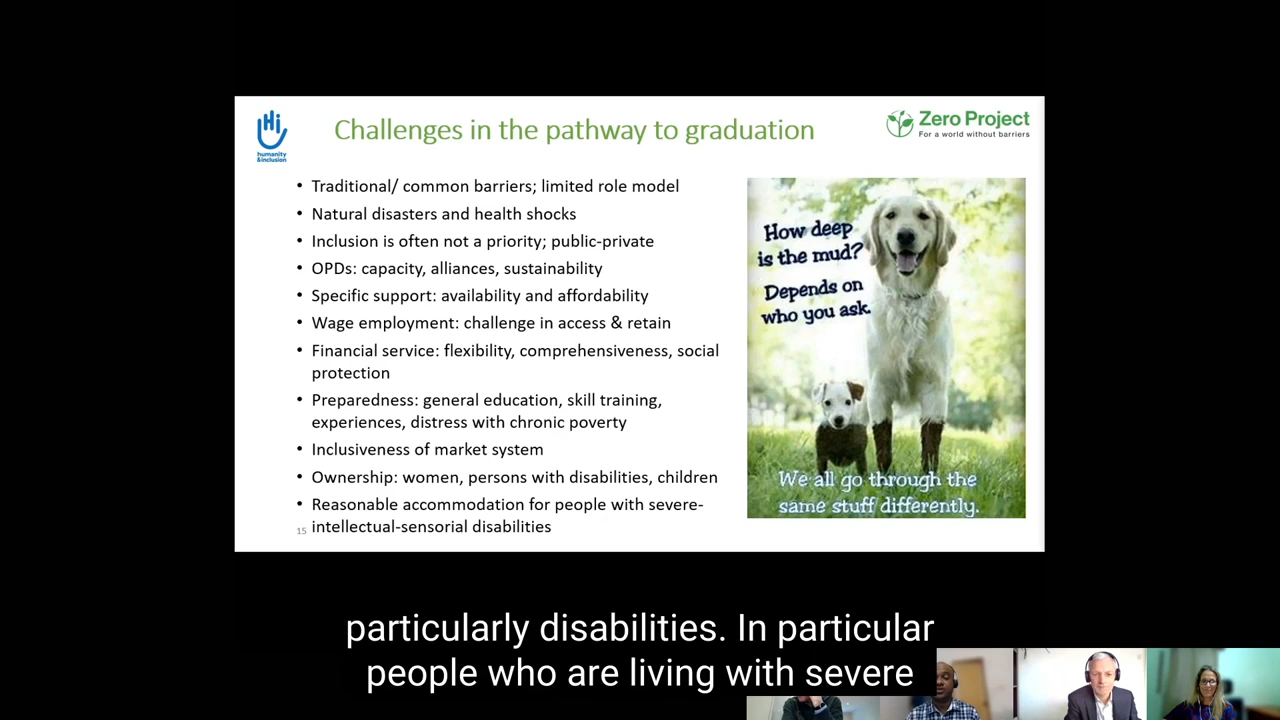 Hi
humanity
&inclusion
Challenges in the pathway to graduation
Zero Project
For a world without barriers
• Traditional/ common barriers; limited role model
• Natural disasters and health shocks
• Inclusion is often not a priority; public-private
• OPDs: capacity, alliances, sustainability
• Specific support: availability and affordability
• Wage employment: challenge in access & retain
• Financial service: flexibility, comprehensiveness, social
protection
• Preparedness: general education, skill training,
experiences, distress with chronic poverty
• Inclusiveness of market system
• Ownership: women, persons with disabilities, children
• Reasonable accommodation for people with severe-
intellectual-sensorial disabilities
15
How deep
is the mud?
Depends on
who you ask.
We all go through the
same stuff differently.
particularly disabilities. In particular
people who are living with severe